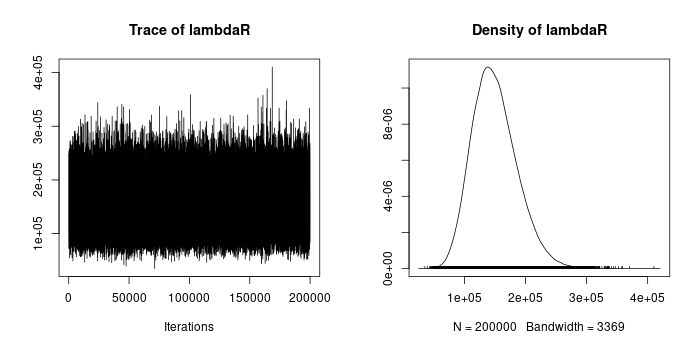 Trace of lambdaR
4e+05
3e+05
2e+05
1e+05
0 50000 100000 150000 200000
Iterations
Density of lambdaR
8e-06
4e-06
0e+00
1e+05 2e+05 3e+05 4e+05
N = 200000 Bandwidth = 3369